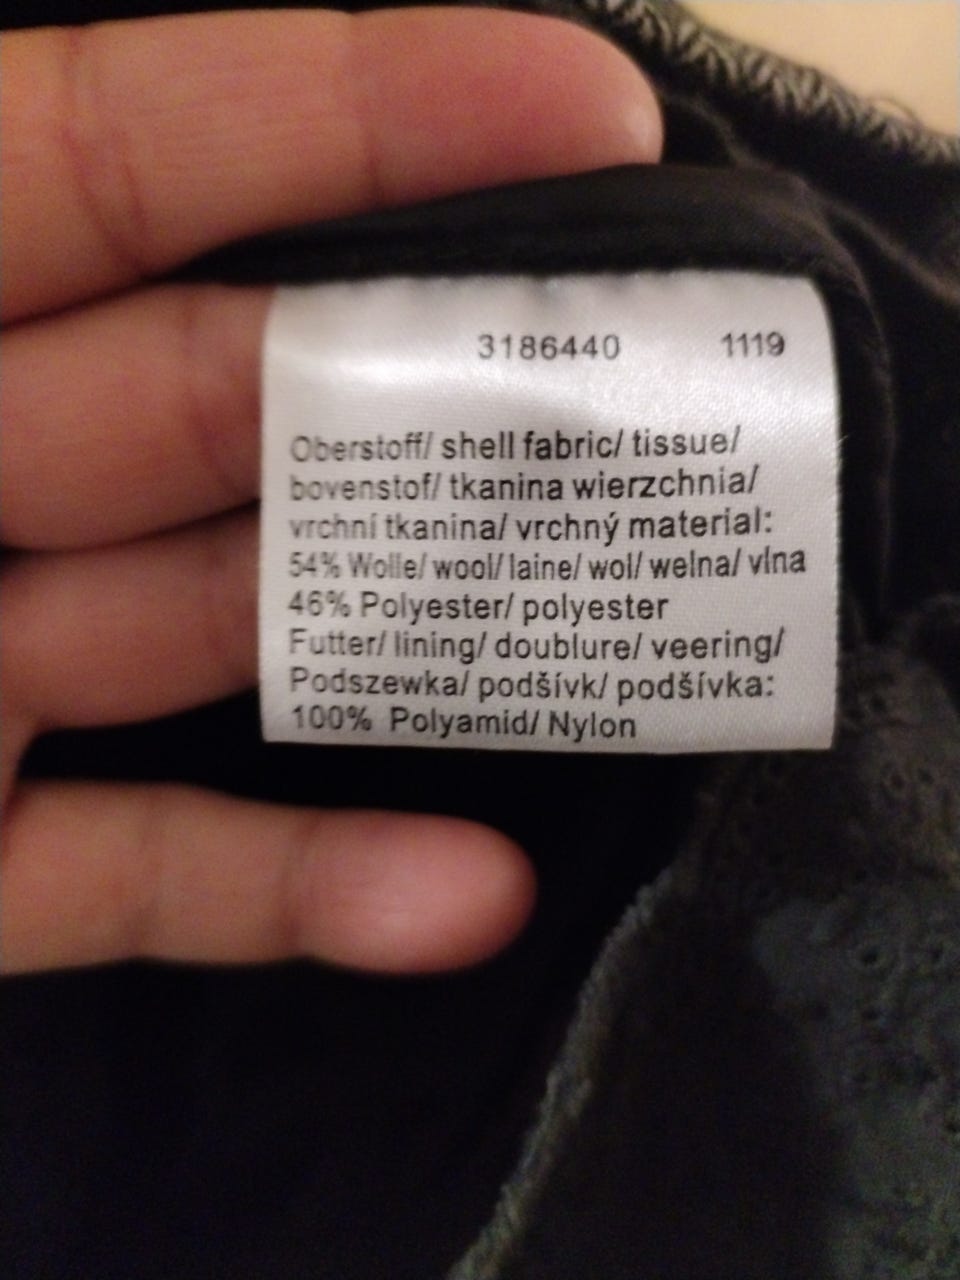 3186440 1119
Oberstoff/ shell fabric/ tissue/
bovenstof/ tkanina wierzchnia/
vrchní tkanina/ vrchný material:
54% Wolle/ wool/ laine/ wol/ welna/ vlna
46% Polyester/ polyester
Futter/ lining/ doublure/ veering/
Podszewka/ podšívk/ podšívka:
100% Polyamid/ Nylon